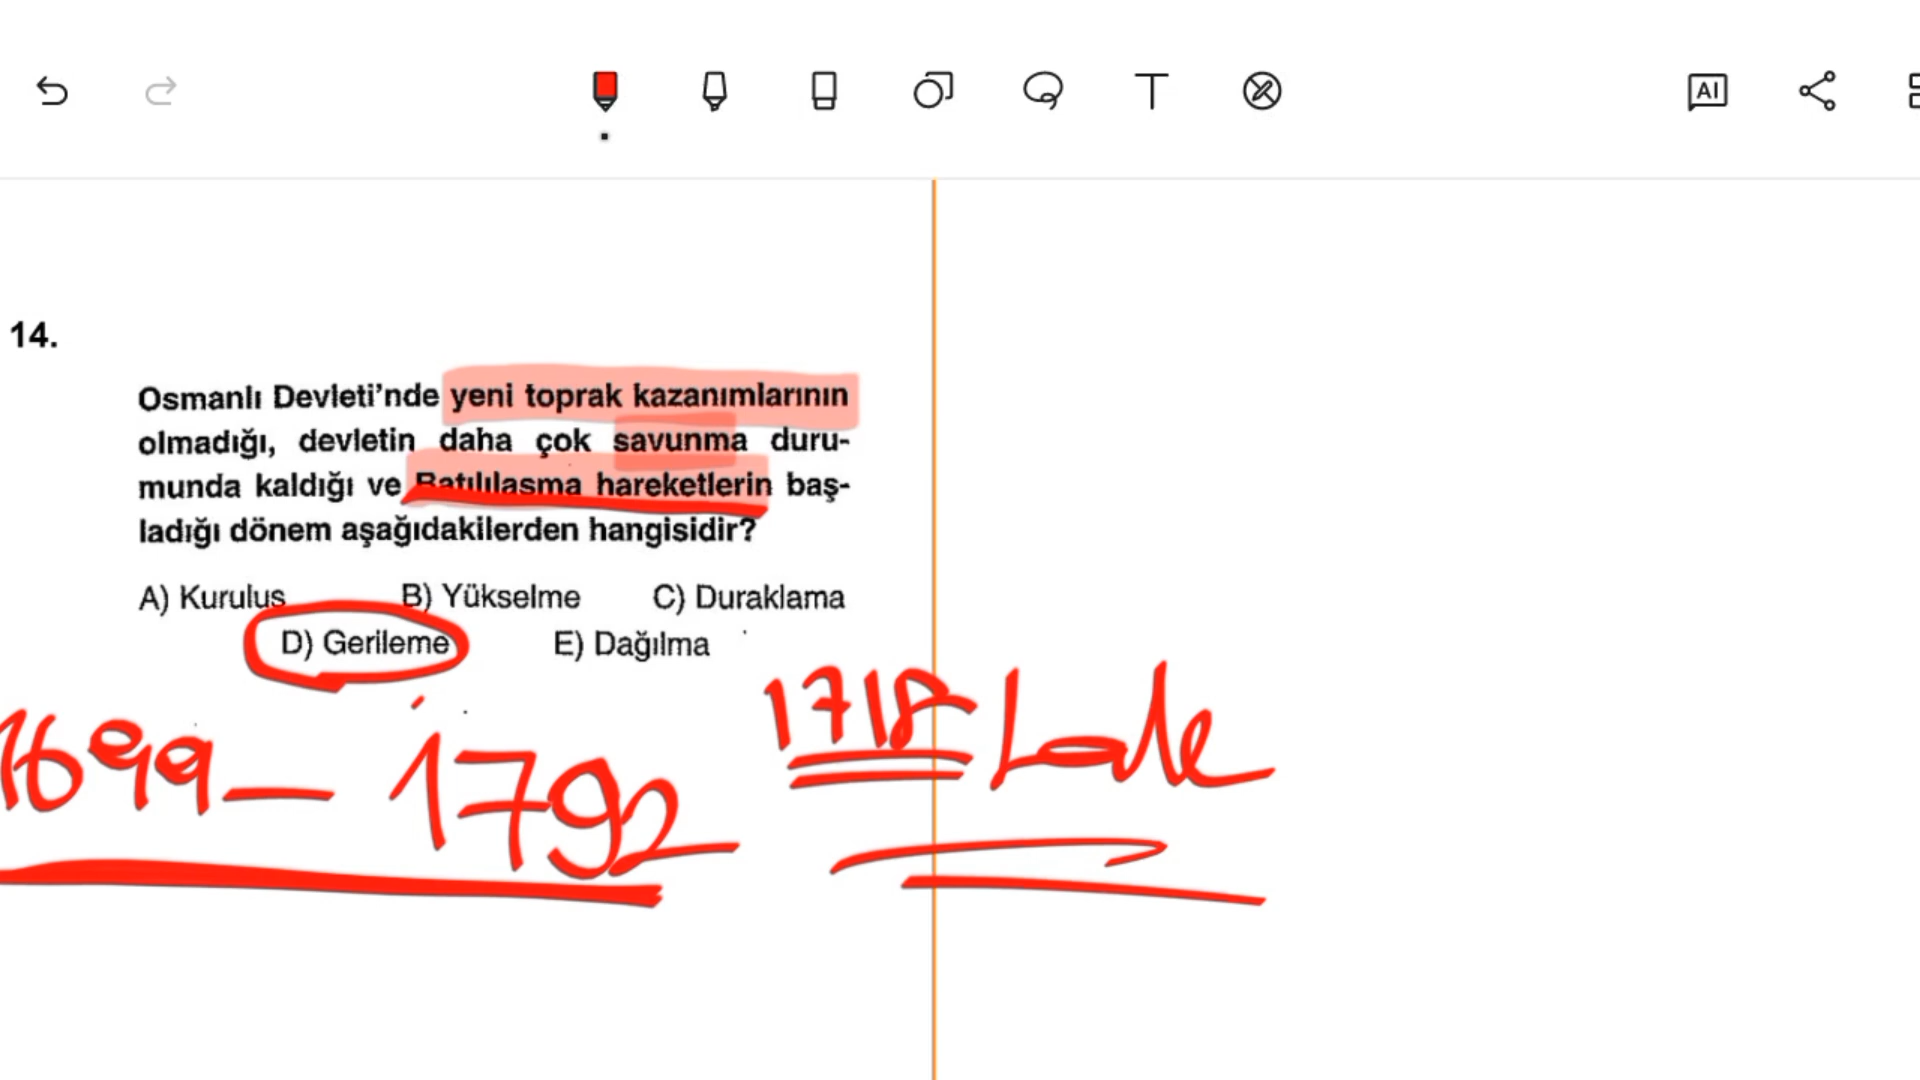 AI
14.
Osmanlı Devleti'nde yeni toprak kazanımlarının
olmadığı, devletin daha çok savunma duru-
munda kaldığı ve Batılılaşma hareketlerin baş-
ladığı dönem aşağıdakilerden hangisidir?
A) Kuruluş B) Yükselme C) Duraklama
D) Gerileme E) Dağılma
1718 Lale
1699 - 1792